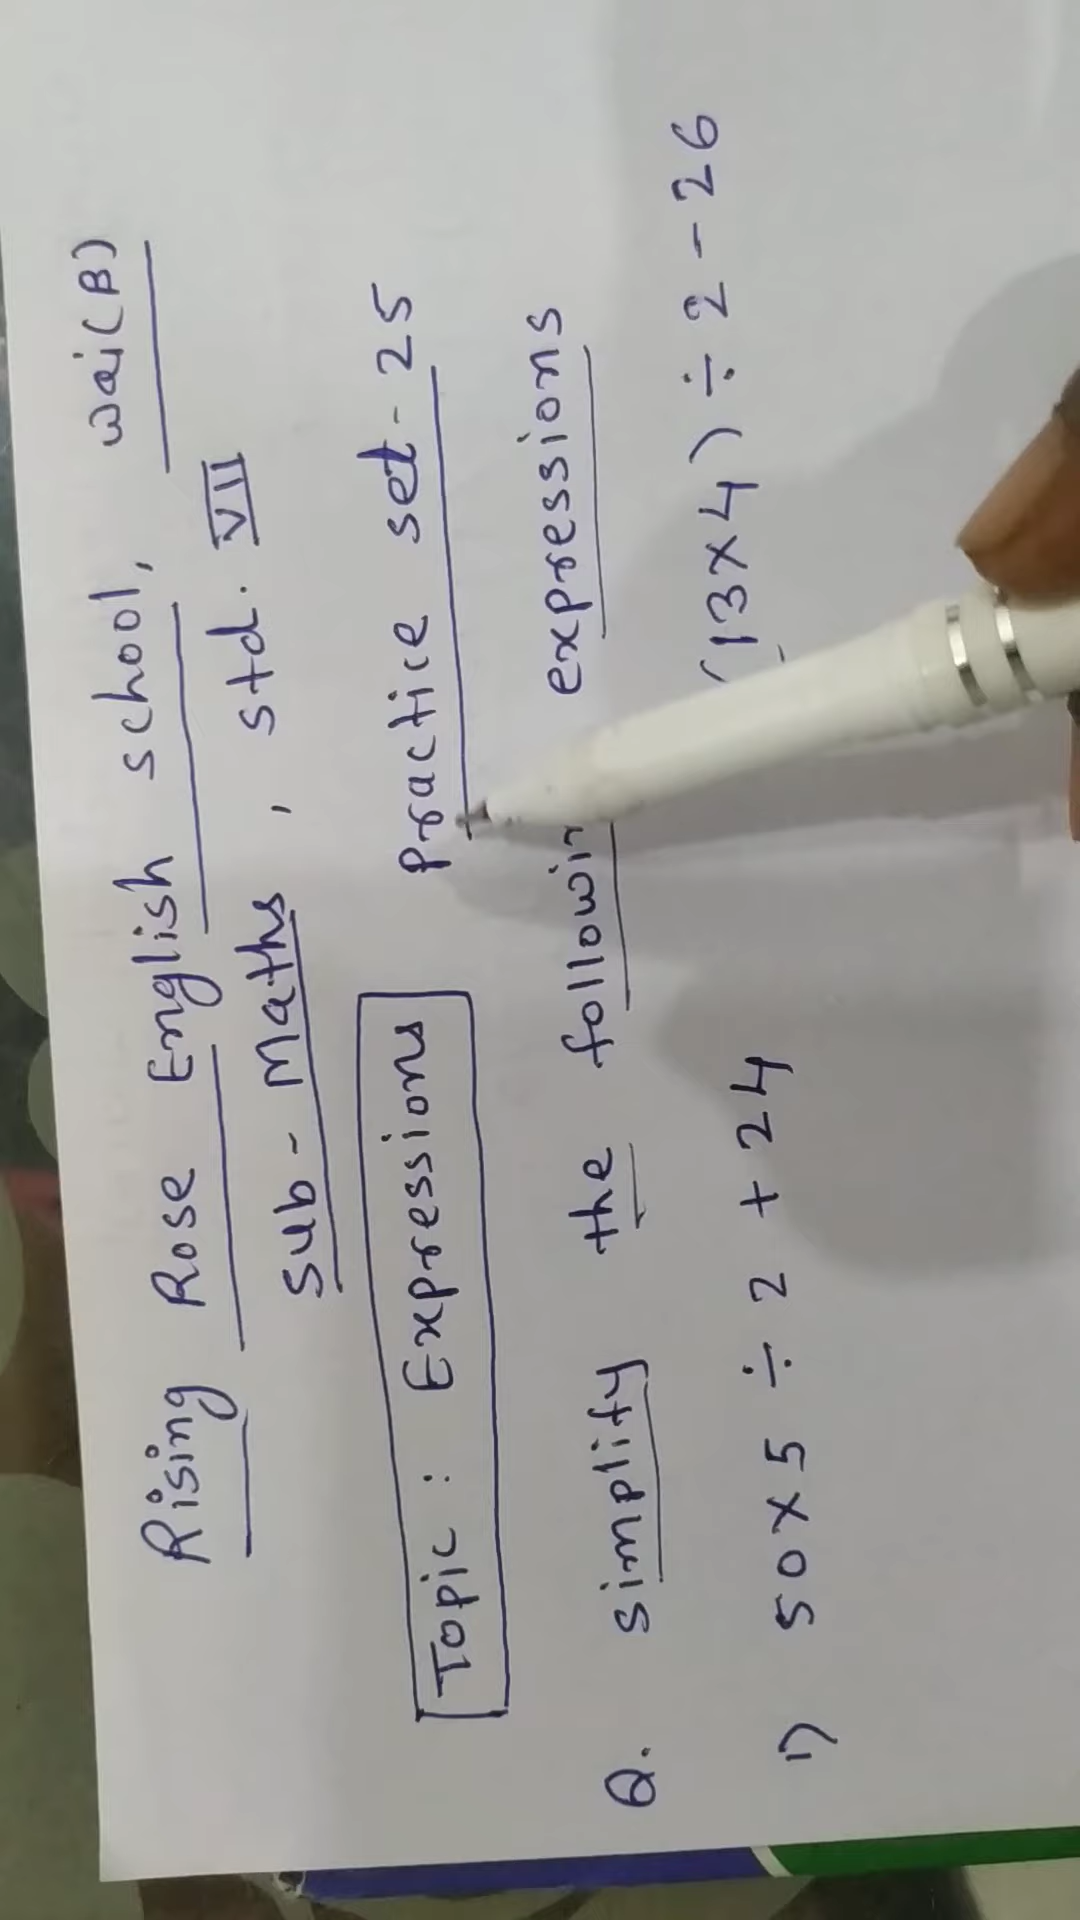 Rising Rose English school, wai(B)
Sub - Maths, std. VII
Topic : Expressions Practice set - 25
Q. simplify the expressions
1) 50 x 5 ÷ 2 + 24 (13 x 4) ÷ 2 - 26